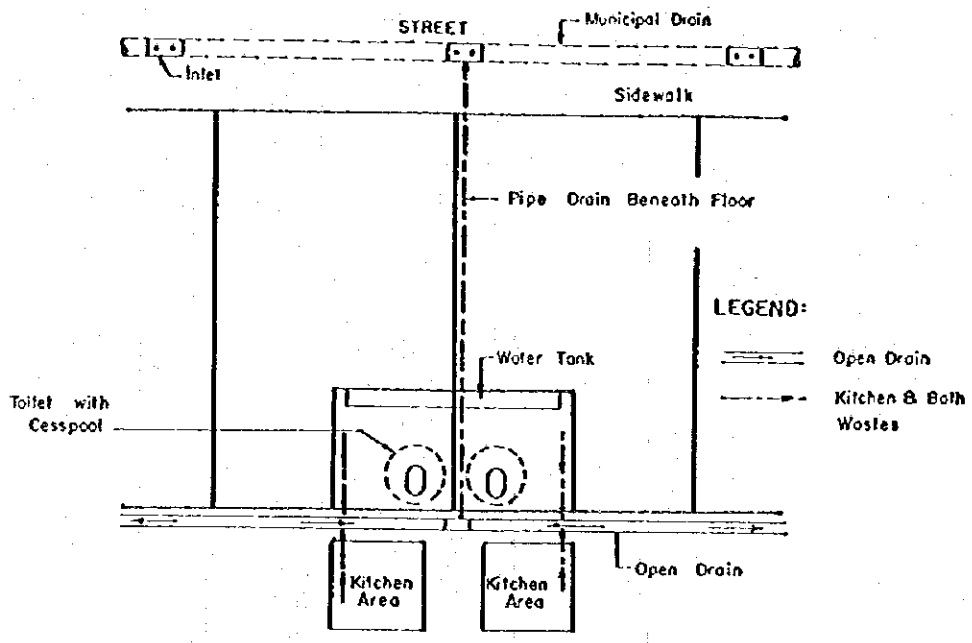 STREET
Municipal Drain
Inlet
Sidewalk
Pipe Drain Beneath Floor
LEGEND:
Open Drain
Kitchen & Bath
Wastes
Water Tank
Toilet with
Cesspool
Open Drain
Kitchen
Area
Kitchen
Area